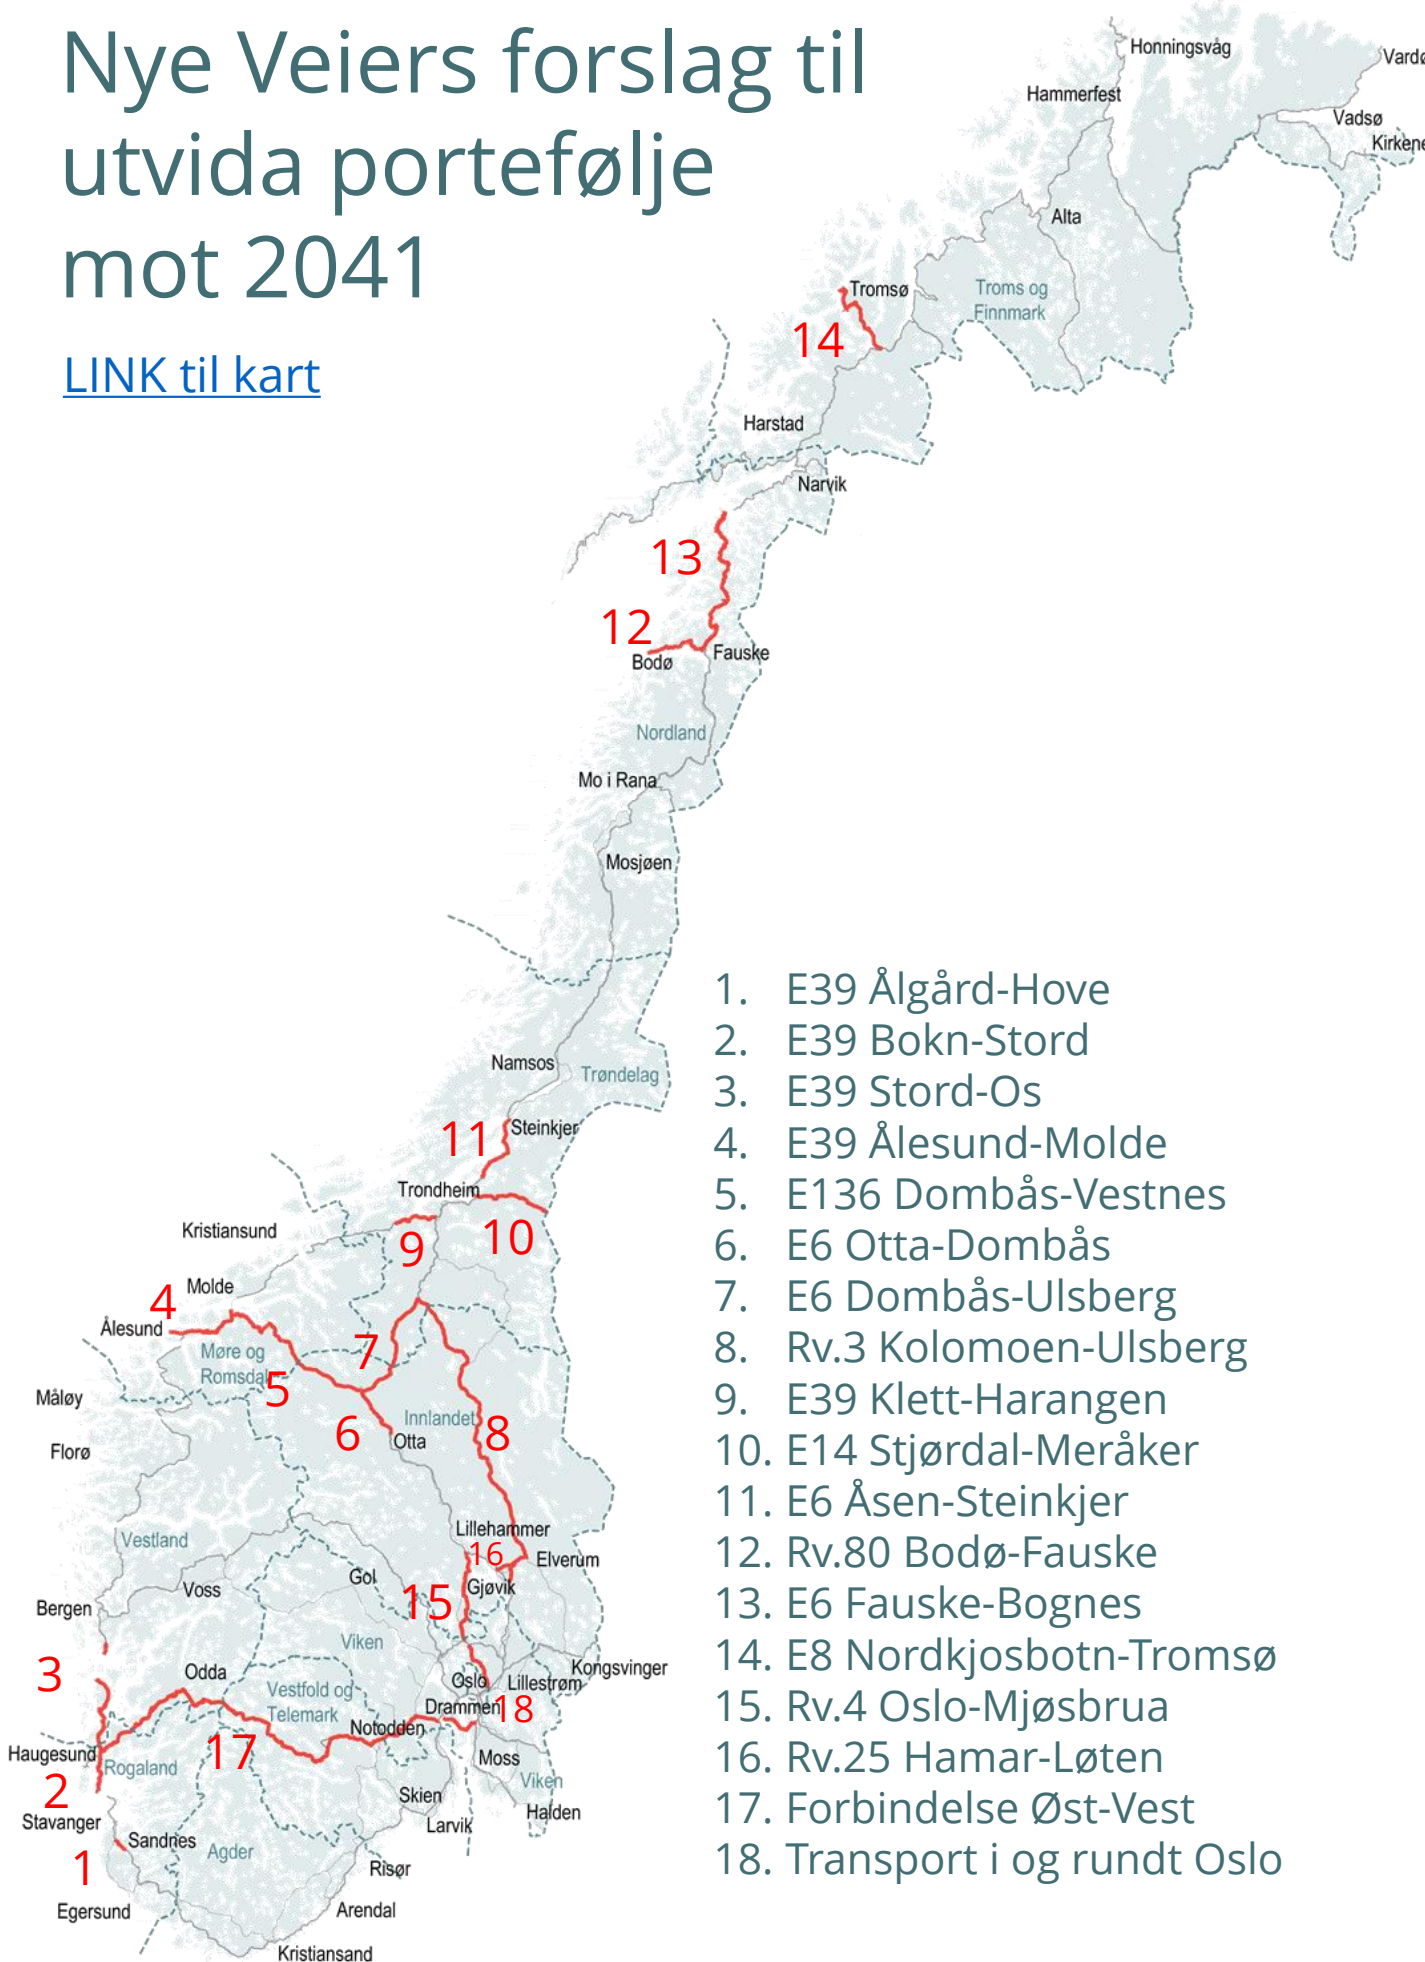 Nye Veiers forslag til
utvida portefølje
mot 2041
LINK til kart
Honningsvåg
Hammerfest
Vadsø
Alta
Tromsø
Troms og
Finnmark
14
Harstad
Narvik
13
12
Bodø
Fauske
Nordland
Mo i Rana
Mosjøen
Namsos
Trøndelag
11
Steinkjer
Trondheim
Kristiansund
9
10
Molde
4
Ålesund
Møre og
Romsdal
7
5
Måløy
6
Innlandet
8
Otta
Florø
Lillehammer
Vestland
16
Elverum
Gol
Voss
15
Gjøvik
Bergen
Viken
3
Odda
Oslo
Lillestrøm
Kongsvinger
Vestfold og
Telemark
Drammen
18
Notodden
Haugesund
Rogaland
17
Moss
Viken
2
Skien
Halden
Stavanger
Larvik
Sandnes
Agder
1
Risør
Egersund
Arendal
Kristiansand
1. E39 Ålgård-Hove
2. E39 Bokn-Stord
3. E39 Stord-Os
4. E39 Ålesund-Molde
5. E136 Dombås-Vestnes
6. E6 Otta-Dombås
7. E6 Dombås-Ulsberg
8. Rv.3 Kolomoen-Ulsberg
9. E39 Klett-Harangen
10. E14 Stjørdal-Meråker
11. E6 Åsen-Steinkjer
12. Rv.80 Bodø-Fauske
13. E6 Fauske-Bognes
14. E8 Nordkjosbotn-Tromsø
15. Rv.4 Oslo-Mjøsbrua
16. Rv.25 Hamar-Løten
17. Forbindelse Øst-Vest
18. Transport i og rundt Oslo